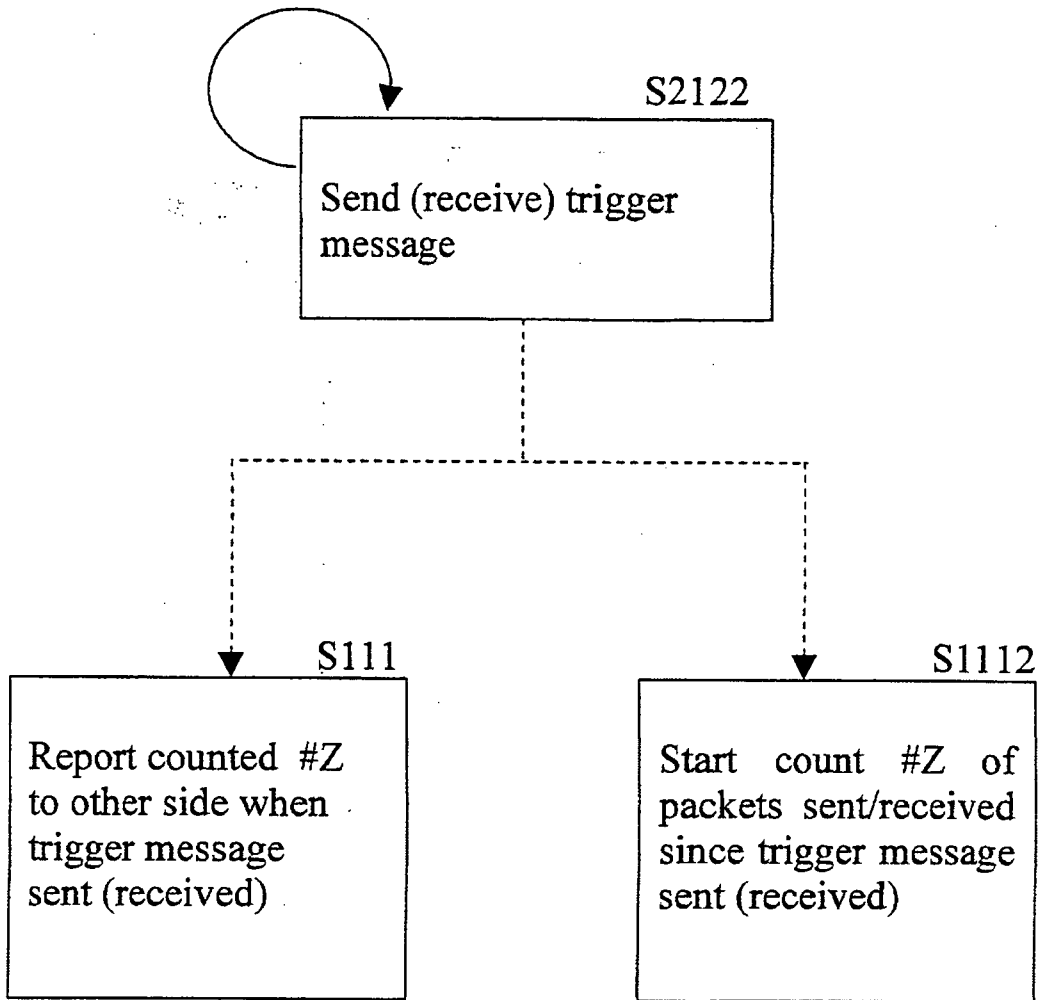 S2122
Send (receive) trigger
message
S111
Report counted #Z
to other side when
trigger message
sent (received)
S1112
Start count #Z of
packets sent/received
since trigger message
sent (received)